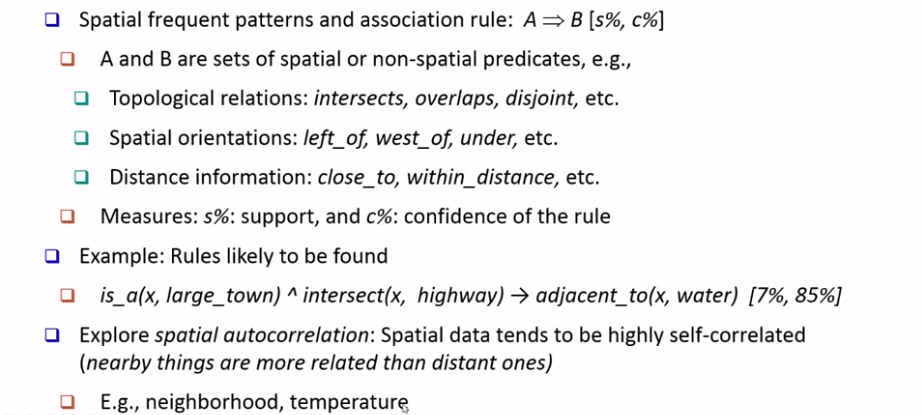 Spatial frequent patterns and association rule: A ⇒ B [s%, c%]
A and B are sets of spatial or non-spatial predicates, e.g.,
Topological relations: intersects, overlaps, disjoint, etc.
Spatial orientations: left_of, west_of, under, etc.
Distance information: close_to, within_distance, etc.
Measures: s%: support, and c%: confidence of the rule
Example: Rules likely to be found
is_a(x, large_town) ^ intersect(x, highway) → adjacent_to(x, water) [7%, 85%]
Explore spatial autocorrelation: Spatial data tends to be highly self-correlated
(nearby things are more related than distant ones)
E.g., neighborhood, temperature